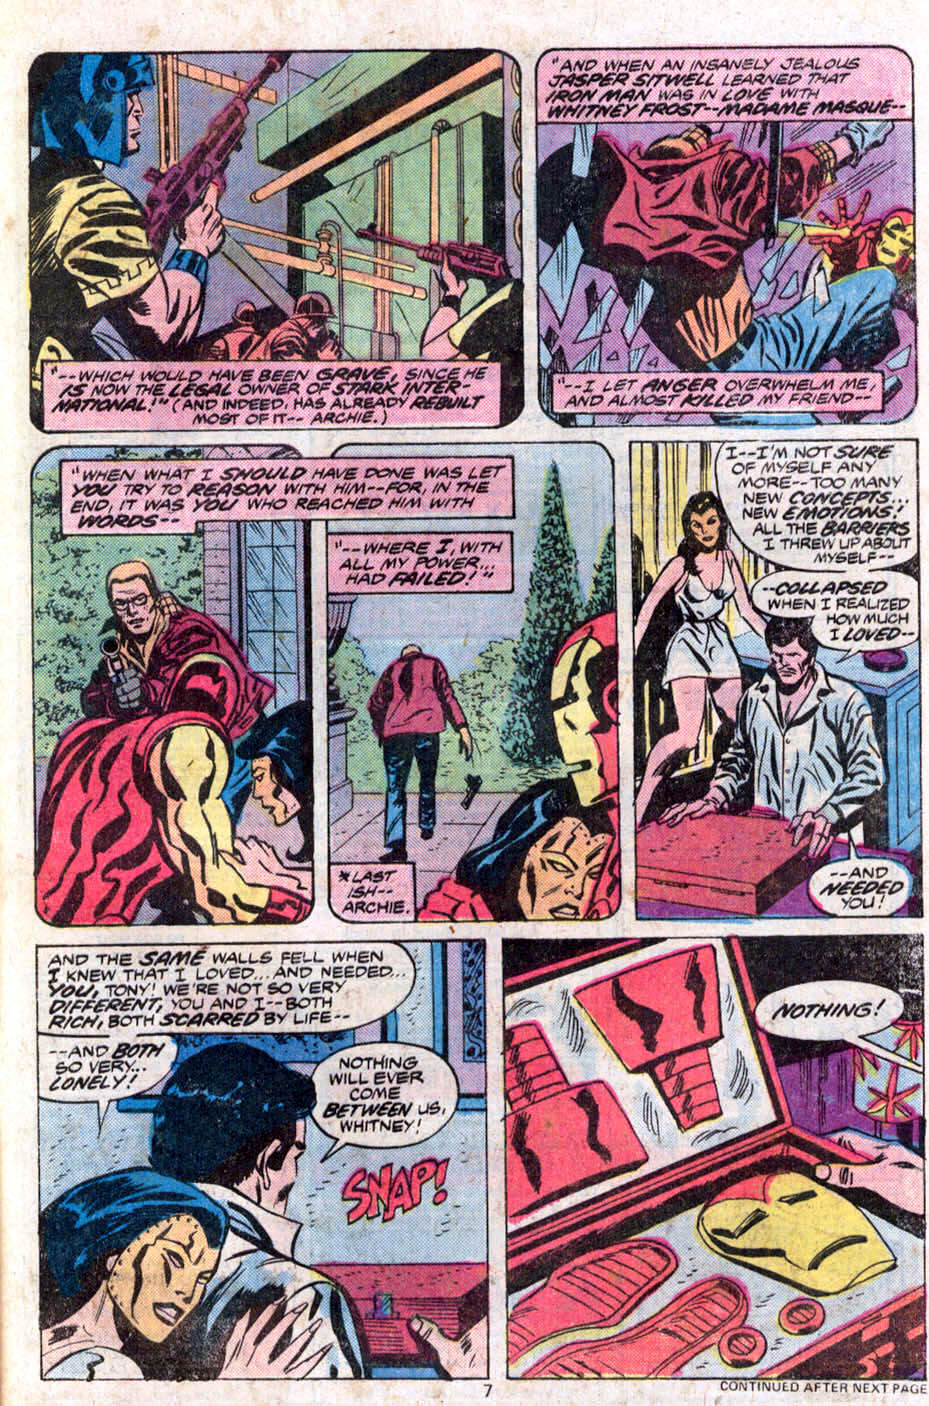 "--WHICH WOULD HAVE BEEN GRAVE, SINCE HE
IS NOW THE LEGAL OWNER OF STARK INTER-
NATIONAL!" (AND INDEED, HAS ALREADY REBUILT
MOST OF IT-- ARCHIE.)
"AND WHEN AN INSANELY JEALOUS
JASPER SITWELL LEARNED THAT
IRON MAN WAS IN LOVE WITH
WHITNEY FROST--MADAME MASQUE--
"--I LET ANGER OVERWHELM ME,
AND ALMOST KILLED MY FRIEND--
"WHEN WHAT I SHOULD HAVE DONE WAS LET
YOU TRY TO REASON WITH HIM--FOR, IN THE
END, IT WAS YOU WHO REACHED HIM WITH
WORDS--
"--WHERE I, WITH
ALL MY POWER...
HAD FAILED!"
*LAST
ISH--
ARCHIE.
I--I'M NOT SURE
OF MYSELF ANY
MORE--TOO MANY
NEW CONCEPTS...
NEW EMOTIONS!
ALL THE BARRIERS
I THREW UP ABOUT
MYSELF--
--COLLAPSED
WHEN I REALIZED
HOW MUCH
I LOVED--
--AND
NEEDED
YOU!
AND THE SAME WALLS FELL WHEN
I KNEW THAT I LOVED...AND NEEDED...
YOU, TONY! WE'RE NOT SO VERY
DIFFERENT, YOU AND I--BOTH
RICH, BOTH SCARRED BY LIFE--
--AND BOTH
SO VERY...
LONELY!
NOTHING
WILL EVER
COME
BETWEEN US,
WHITNEY!
SNAP!
NOTHING!
7
CONTINUED AFTER NEXT PAGE